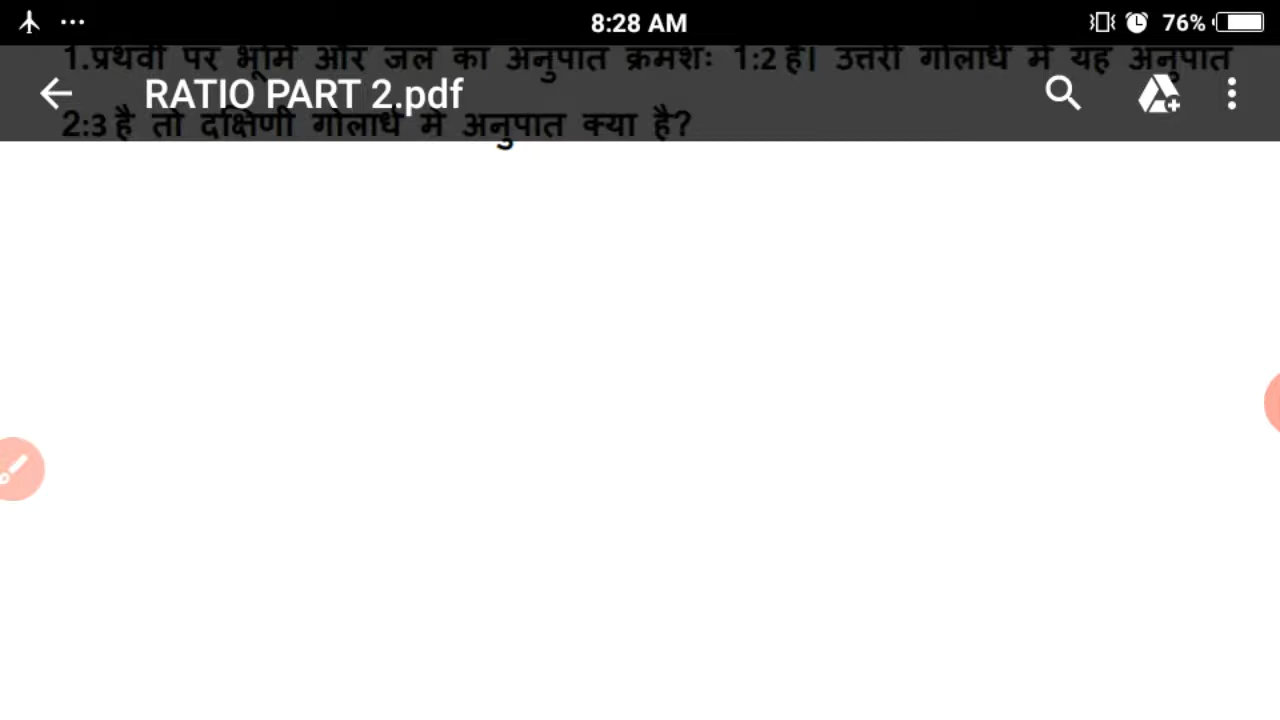 8:28 AM
76%
1.प्रथवी पर भूमि और जल का अनुपात क्रमशः 1:2 है। उत्तरी गोलार्ध में यह अनुपात
RATIO PART 2.pdf
2:3 है तो दक्षिणी गोलार्ध में अनुपात क्या है?